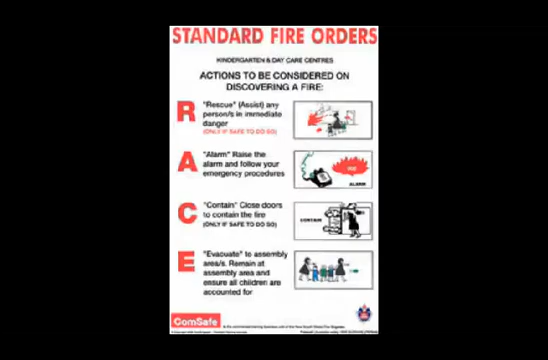 STANDARD FIRE ORDERS
KINDERGARTEN & DAY CARE CENTRES
ACTIONS TO BE CONSIDERED ON
DISCOVERING A FIRE:
R
"Rescue" (Assist) any
person/s in immediate
danger
(ONLY IF SAFE TO DO SO)
A
"Alarm" Raise the
alarm and follow your
emergency procedures
ALARM
C
"Contain" Close doors
to contain the fire
(ONLY IF SAFE TO DO SO)
CONTAIN
E
"Evacuate" to assembly
area/s. Remain at
assembly area and
ensure all children are
accounted for
ComSafe